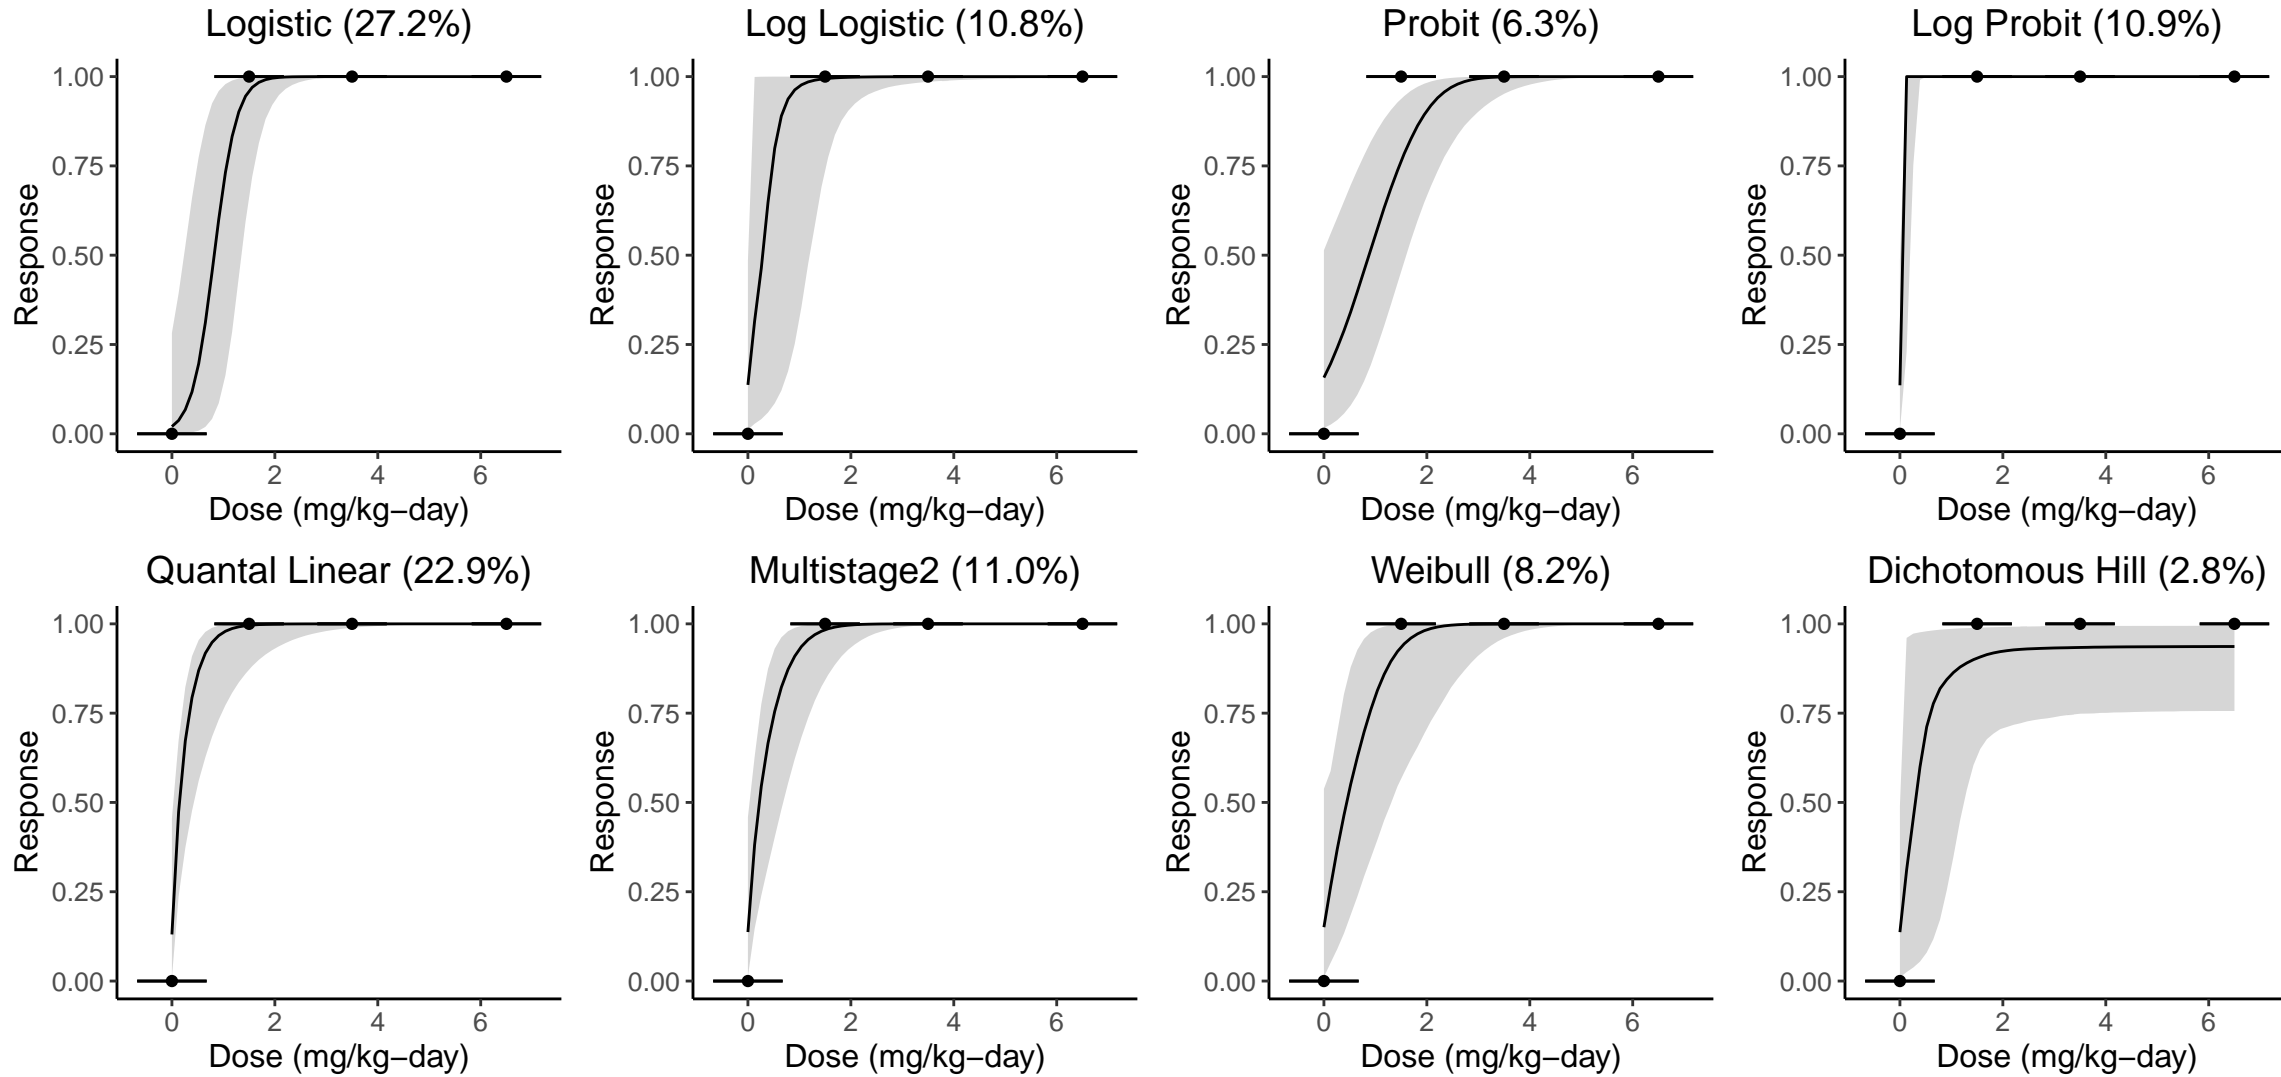 Logistic (27.2%)
1.00
0.75
0.50
0.25
0.00
Response
0 2 4 6
Dose (mg/kg−day)
Log Logistic (10.8%)
1.00
0.75
0.50
0.25
0.00
Response
0 2 4 6
Dose (mg/kg−day)
Probit (6.3%)
1.00
0.75
0.50
0.25
0.00
Response
0 2 4 6
Dose (mg/kg−day)
Log Probit (10.9%)
1.00
0.75
0.50
0.25
0.00
Response
0 2 4 6
Dose (mg/kg−day)
Quantal Linear (22.9%)
1.00
0.75
0.50
0.25
0.00
Response
0 2 4 6
Dose (mg/kg−day)
Multistage2 (11.0%)
1.00
0.75
0.50
0.25
0.00
Response
0 2 4 6
Dose (mg/kg−day)
Weibull (8.2%)
1.00
0.75
0.50
0.25
0.00
Response
0 2 4 6
Dose (mg/kg−day)
Dichotomous Hill (2.8%)
1.00
0.75
0.50
0.25
0.00
Response
0 2 4 6
Dose (mg/kg−day)